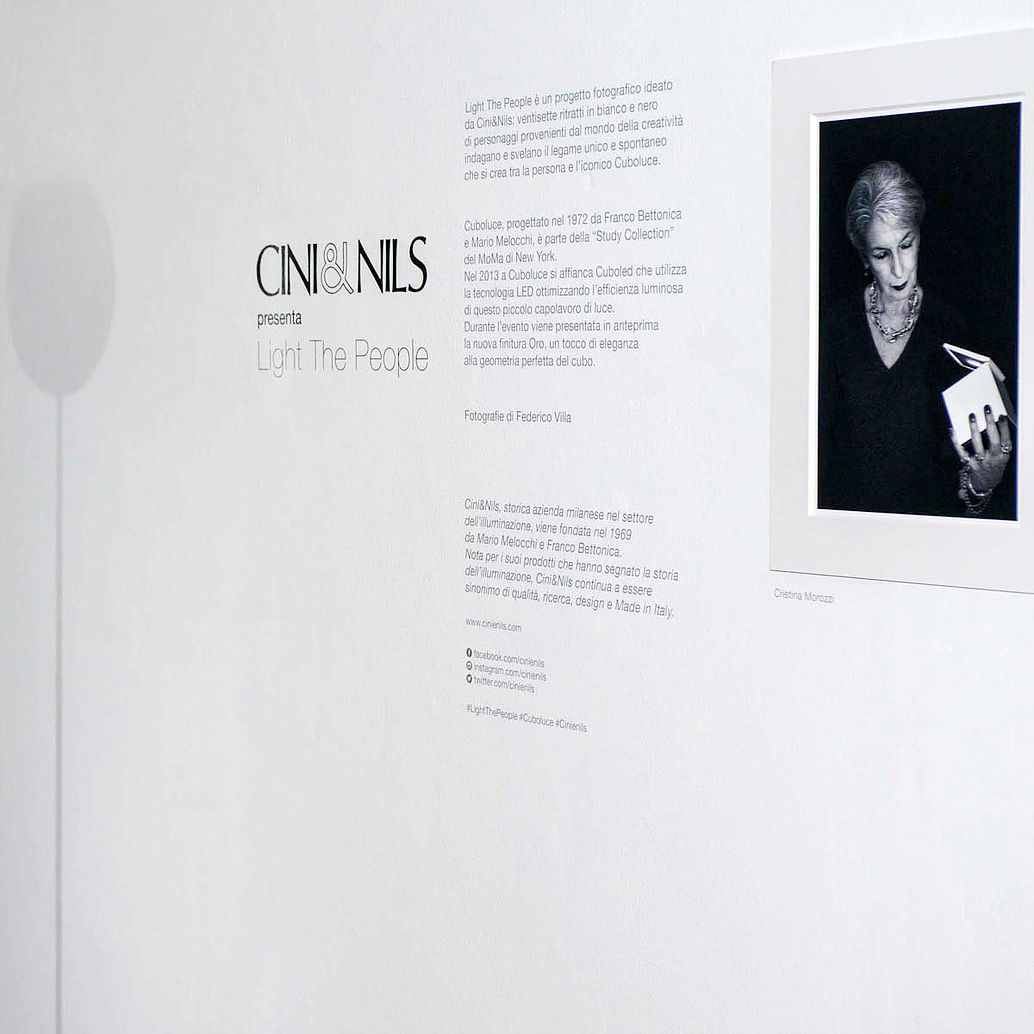 CINI&NILS
presenta
Light The People
Light The People è un progetto fotografico ideato
da Cini&Nils: ventisette ritratti in bianco e nero
di personaggi provenienti dal mondo della creatività
indagano e svelano il legame unico e spontaneo
che si crea tra la persona e l'iconico Cuboluce.
Cuboluce, progettato nel 1972 da Franco Bettonica
e Mario Melocchi, è parte della “Study Collection”
del MoMa di New York.
Nel 2013 a Cuboluce si affianca Cuboled che utilizza
la tecnologia LED ottimizzando l'efficienza luminosa
di questo piccolo capolavoro di luce.
Durante l'evento viene presentata in anteprima
la nuova finitura Oro, un tocco di eleganza
alla geometria perfetta del cubo.
Fotografie di Federico Villa
Cini&Nils, storica azienda milanese nel settore
dell'illuminazione, viene fondata nel 1969
da Mario Melocchi e Franco Bettonica.
Nota per i suoi prodotti che hanno segnato la storia
dell'illuminazione, Cini&Nils continua a essere
sinonimo di qualità, ricerca, design e Made in Italy.
www.cinienils.com
facebook.com/cinienils
instagram.com/cinienils
twitter.com/cinienils
#LightThePeople #Cuboluce #Cinienils
Cristina Morozzi